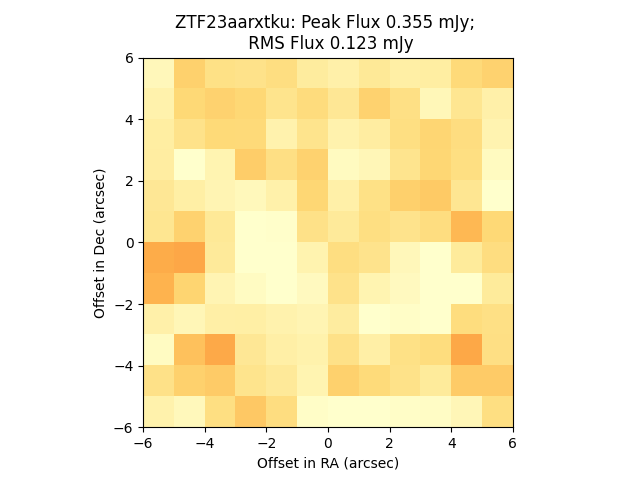 ZTF23aarxtku: Peak Flux 0.355 mJy;
RMS Flux 0.123 mJy
6
4
2
0
−2
−4
−6
Offset in Dec (arcsec)
−6 −4 −2 0 2 4 6
Offset in RA (arcsec)